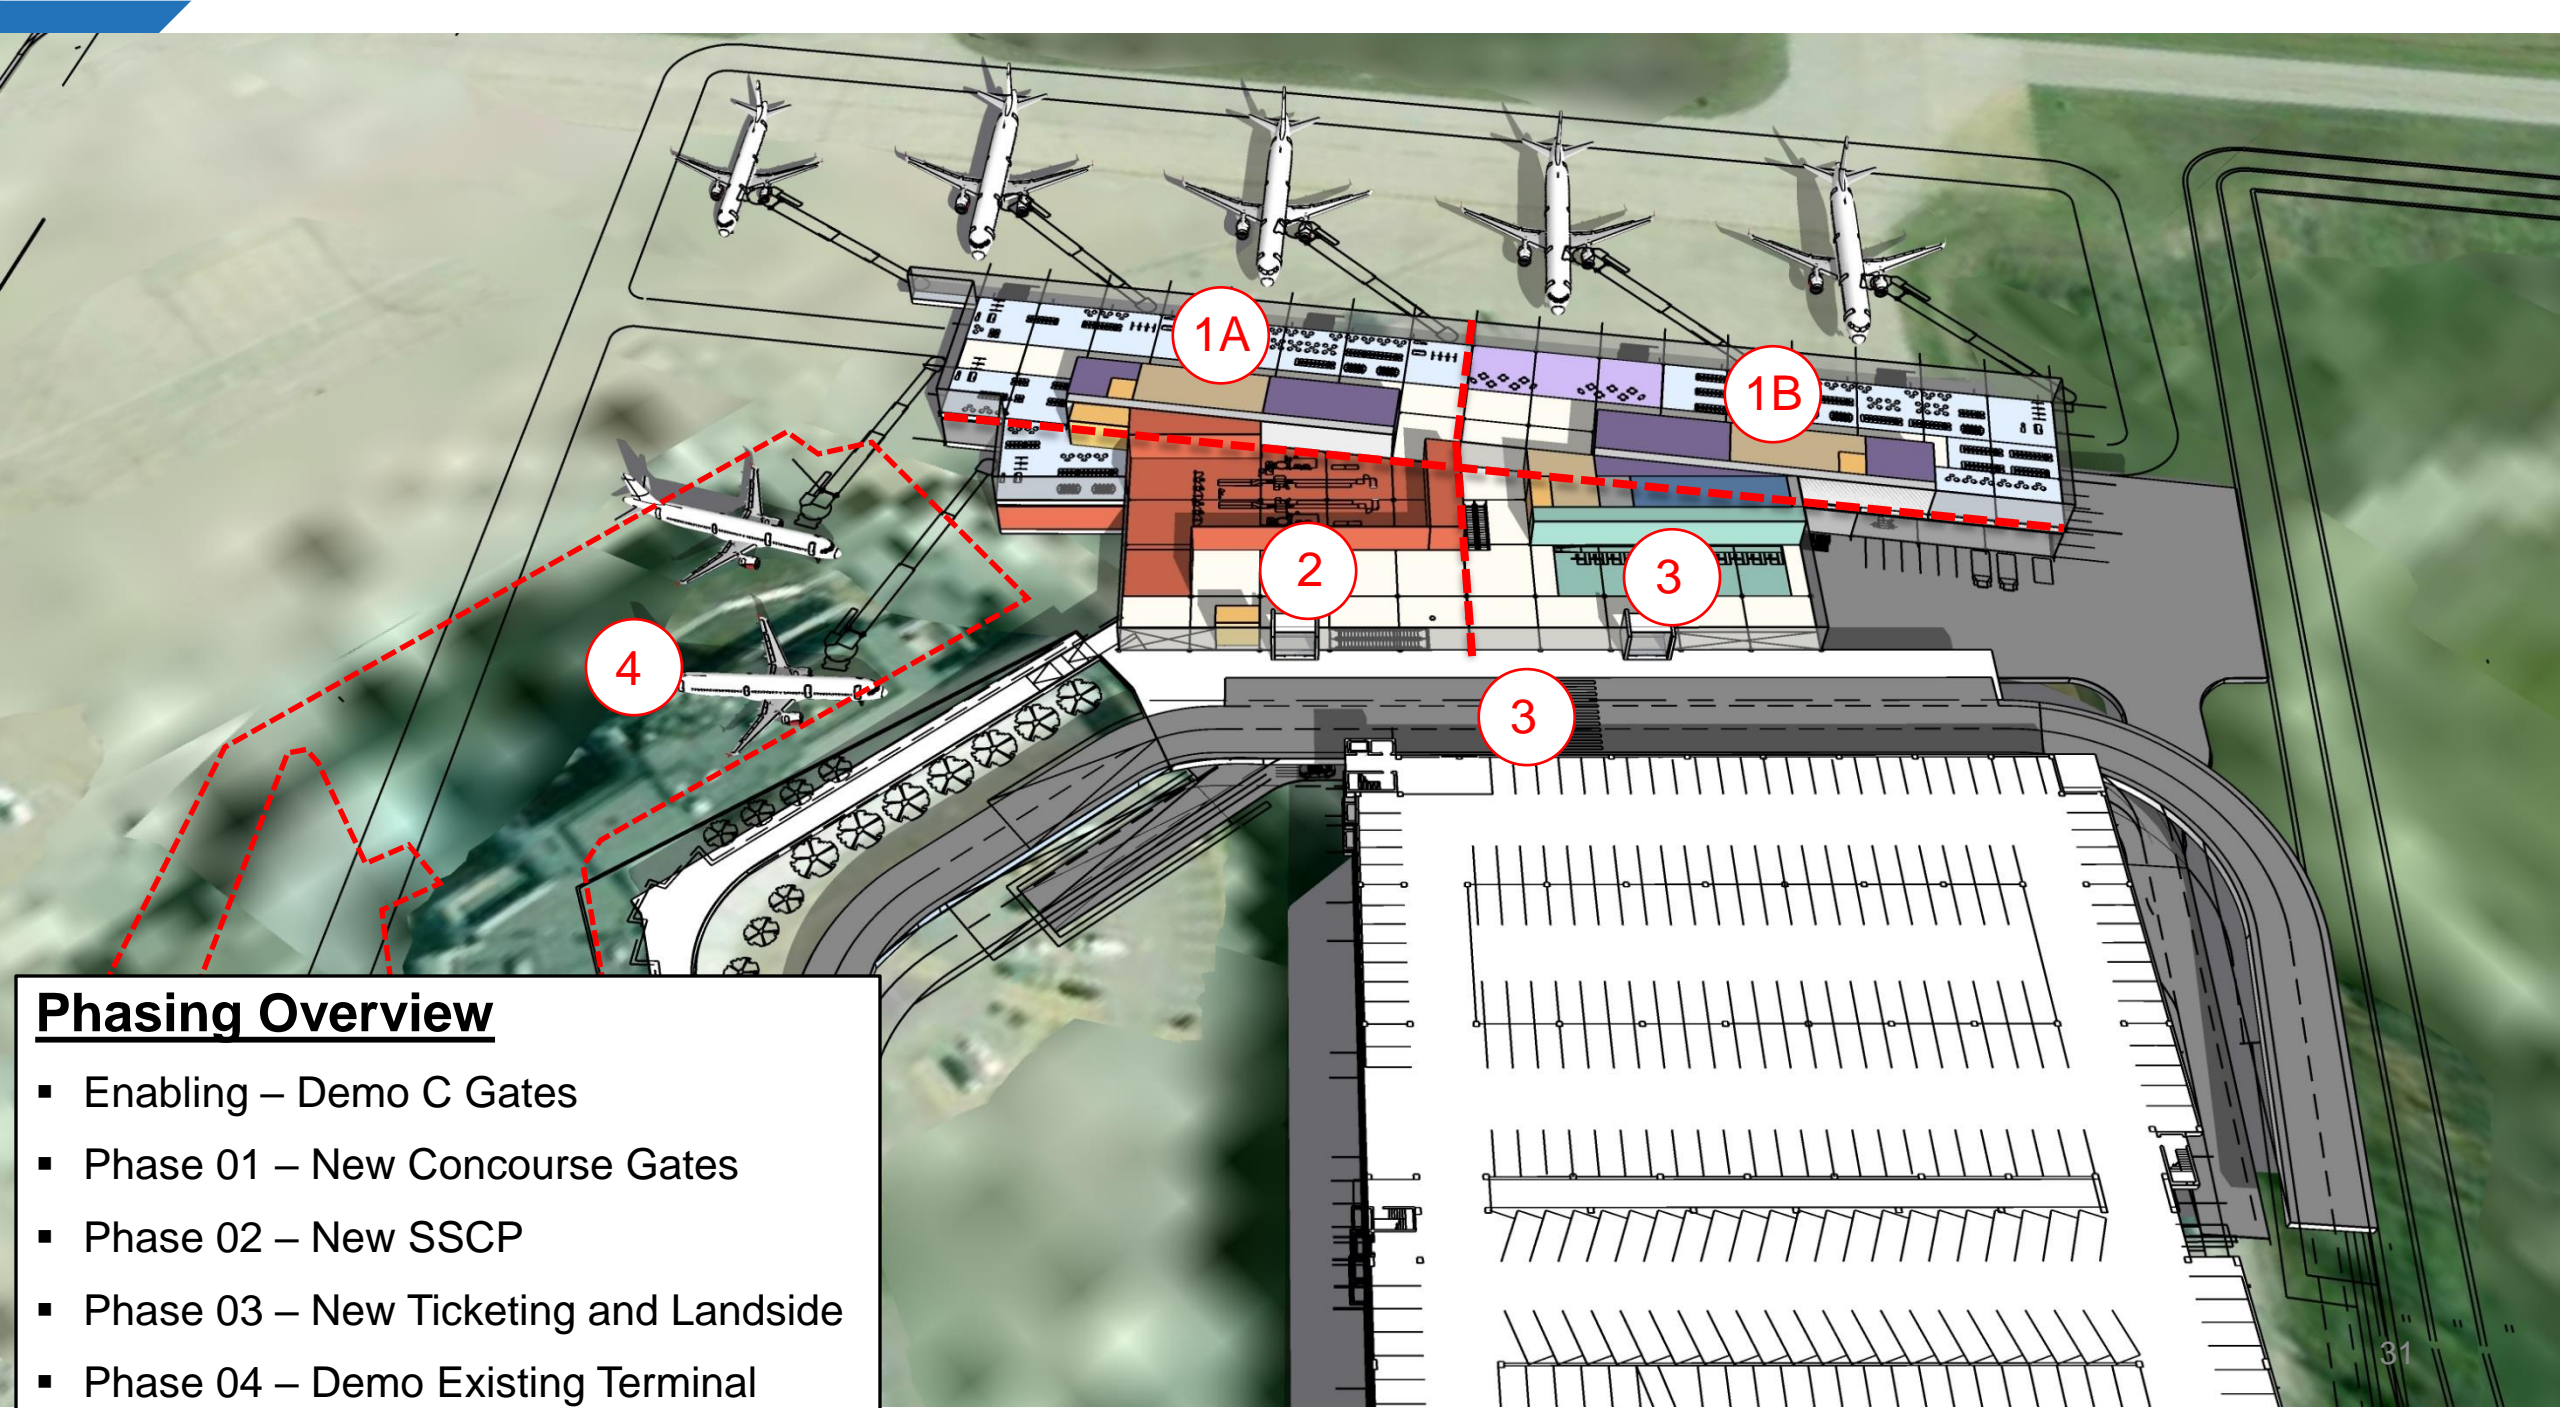 1A
1B
2
3
4
3
Phasing Overview
▪ Enabling – Demo C Gates
▪ Phase 01 – New Concourse Gates
▪ Phase 02 – New SSCP
▪ Phase 03 – New Ticketing and Landside
▪ Phase 04 – Demo Existing Terminal
31